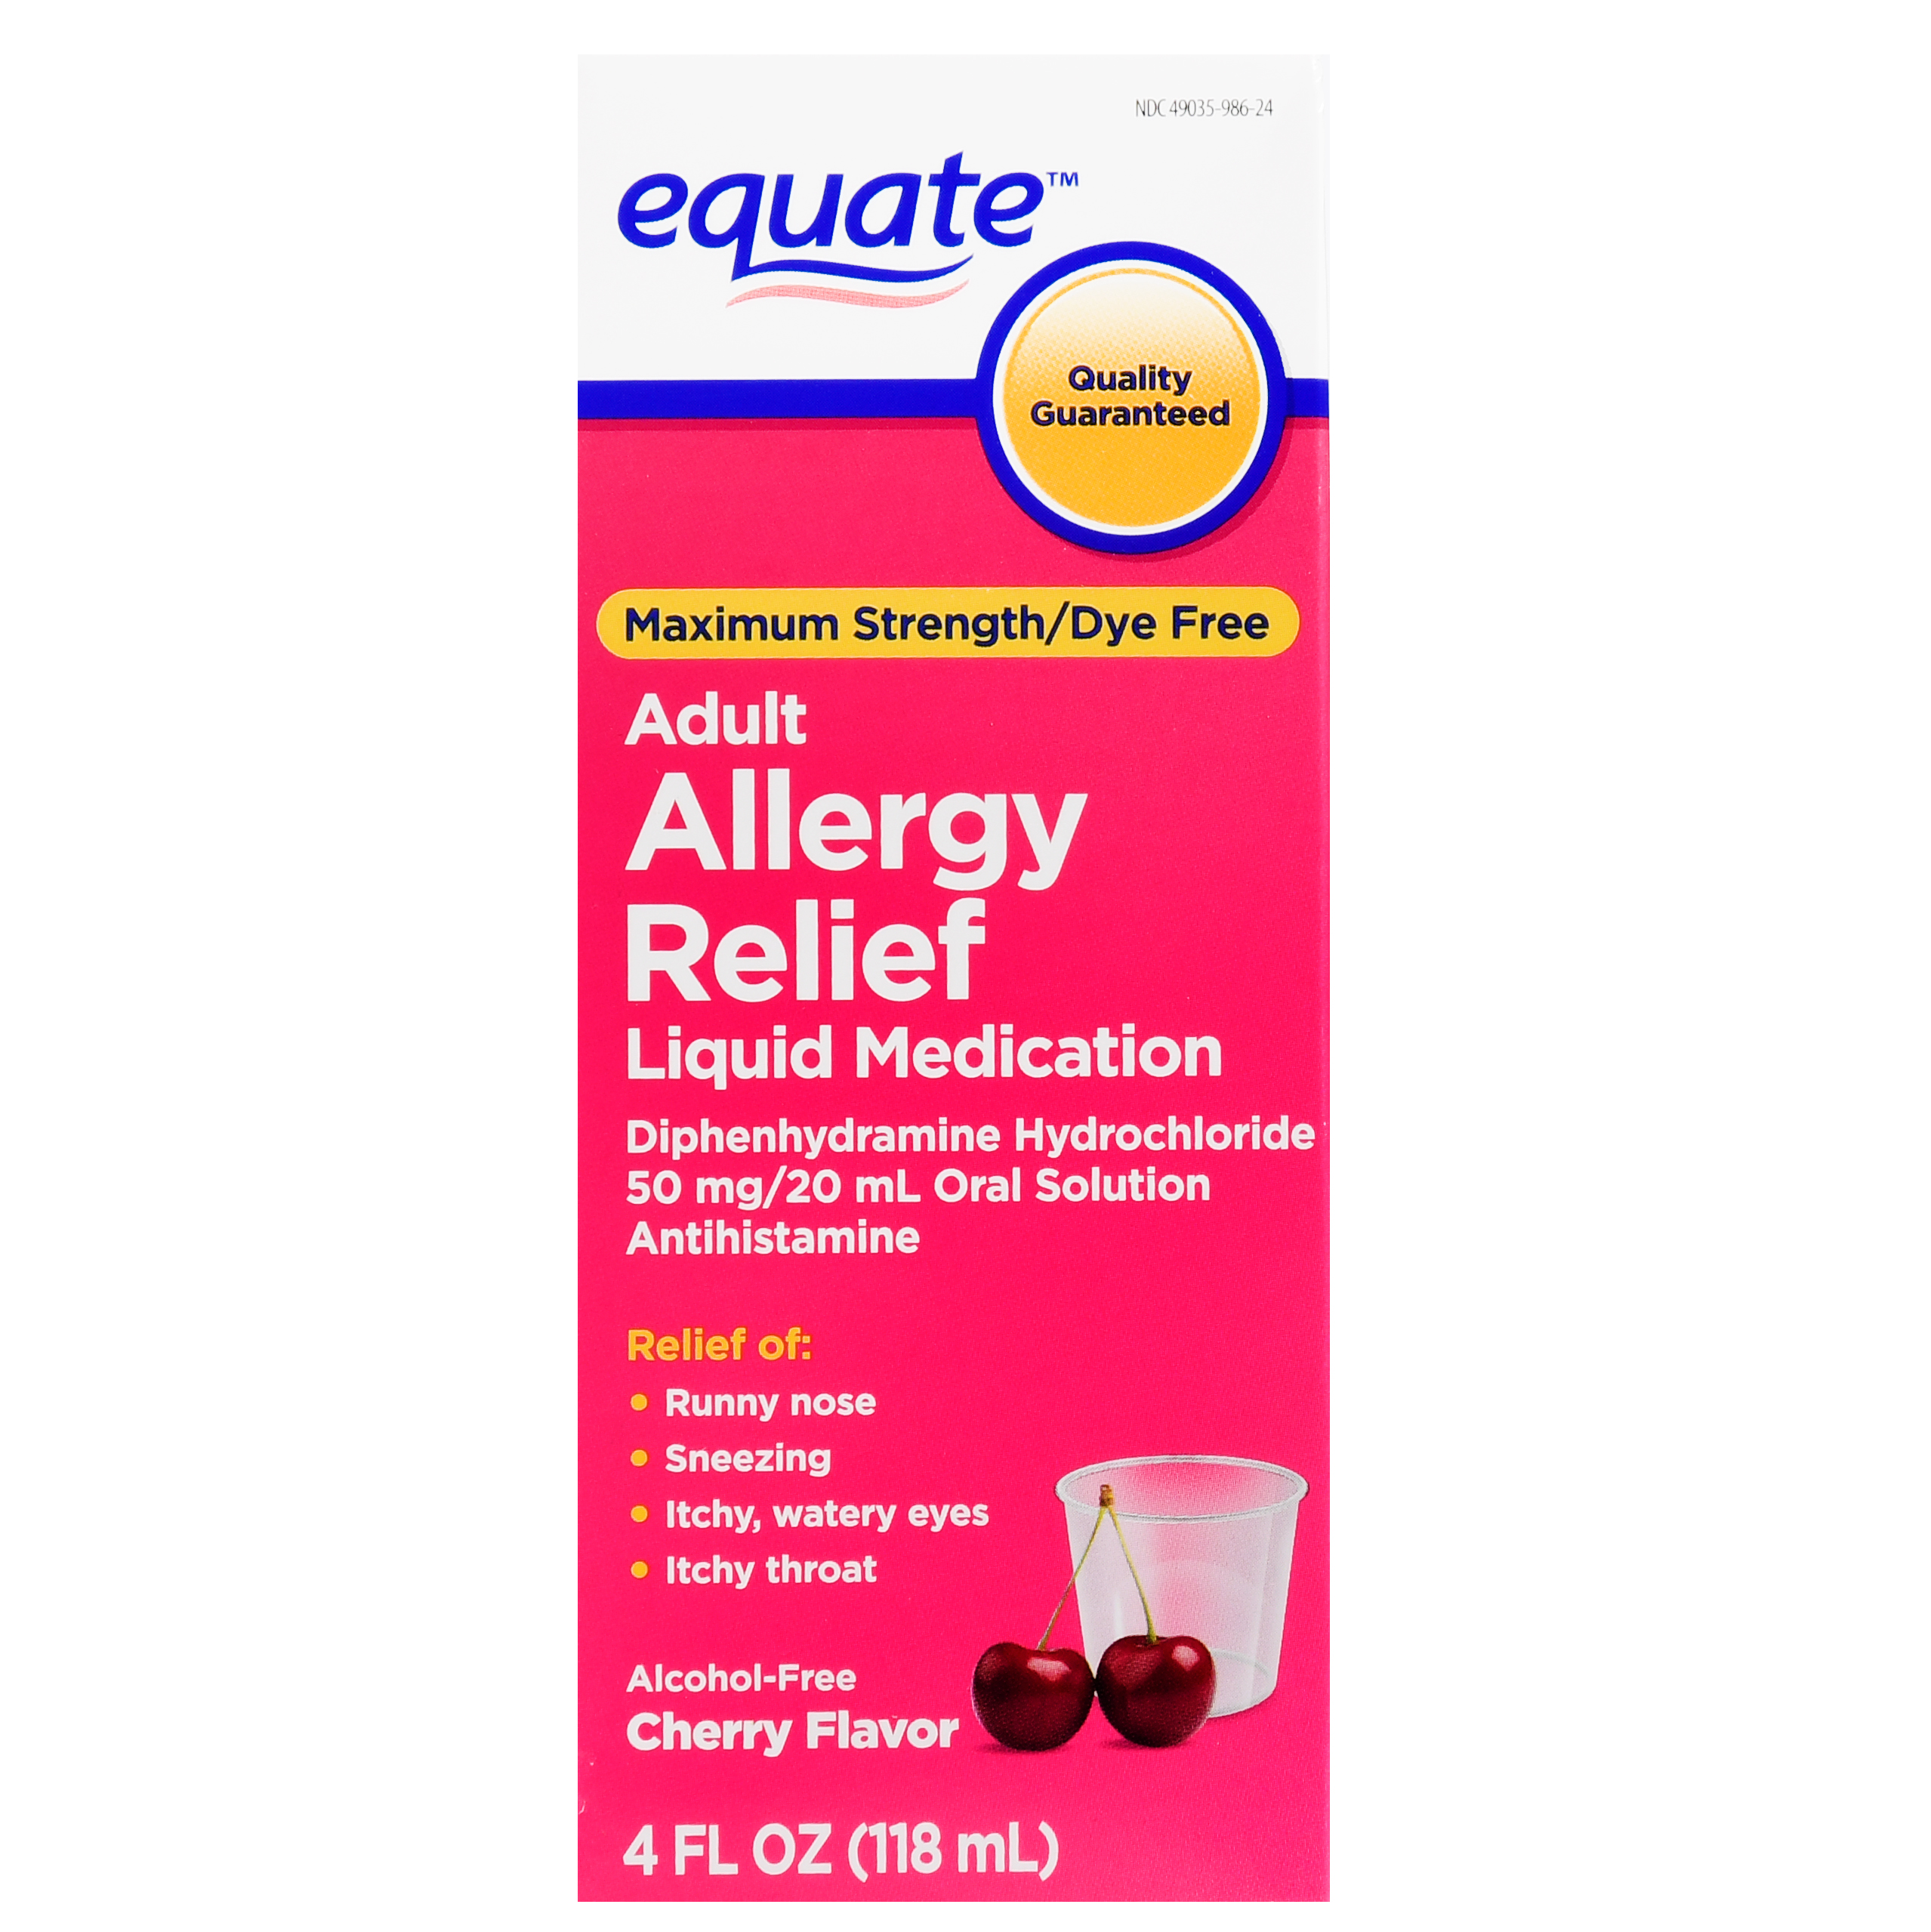 NDC 49035-986-24
equate™
Quality
Guaranteed
Maximum Strength/Dye Free
Adult
Allergy
Relief
Liquid Medication
Diphenhydramine Hydrochloride
50 mg/20 mL Oral Solution
Antihistamine
Relief of:
• Runny nose
• Sneezing
• Itchy, watery eyes
• Itchy throat
Alcohol-Free
Cherry Flavor
4 FL OZ (118 mL)